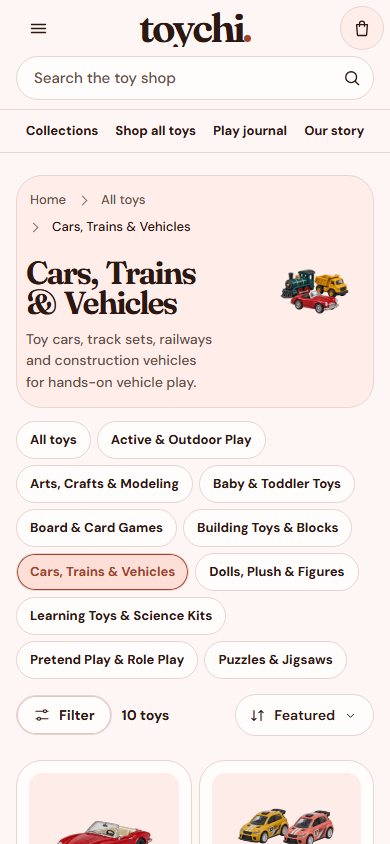 toychi.
Search the toy shop
Collections Shop all toys Play journal Our story
Home All toys
Cars, Trains & Vehicles
Cars, Trains
& Vehicles
Toy cars, track sets, railways
and construction vehicles
for hands-on vehicle play.
All toys Active & Outdoor Play
Arts, Crafts & Modeling Baby & Toddler Toys
Board & Card Games Building Toys & Blocks
Cars, Trains & Vehicles Dolls, Plush & Figures
Learning Toys & Science Kits
Pretend Play & Role Play Puzzles & Jigsaws
Filter 10 toys Featured